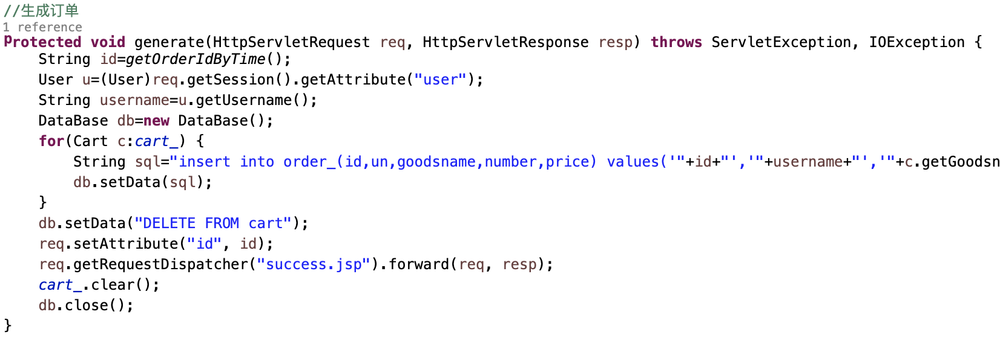 //生成订单
1 reference
protected void generate(HttpServletRequest req, HttpServletResponse resp) throws ServletException, IOException {
String id=getOrderIdByTime();
User u=(User)req.getSession().getAttribute("user");
String username=u.getUsername();
DataBase db=new DataBase();
for(Cart c:cart_) {
String sql="insert into order_(id,un,goodsname,number,price) values('"+id+"','"+username+"','"+c.getGoodsn
db.setData(sql);
}
db.setData("DELETE FROM cart");
req.setAttribute("id", id);
req.getRequestDispatcher("success.jsp").forward(req, resp);
cart_.clear();
db.close();
}